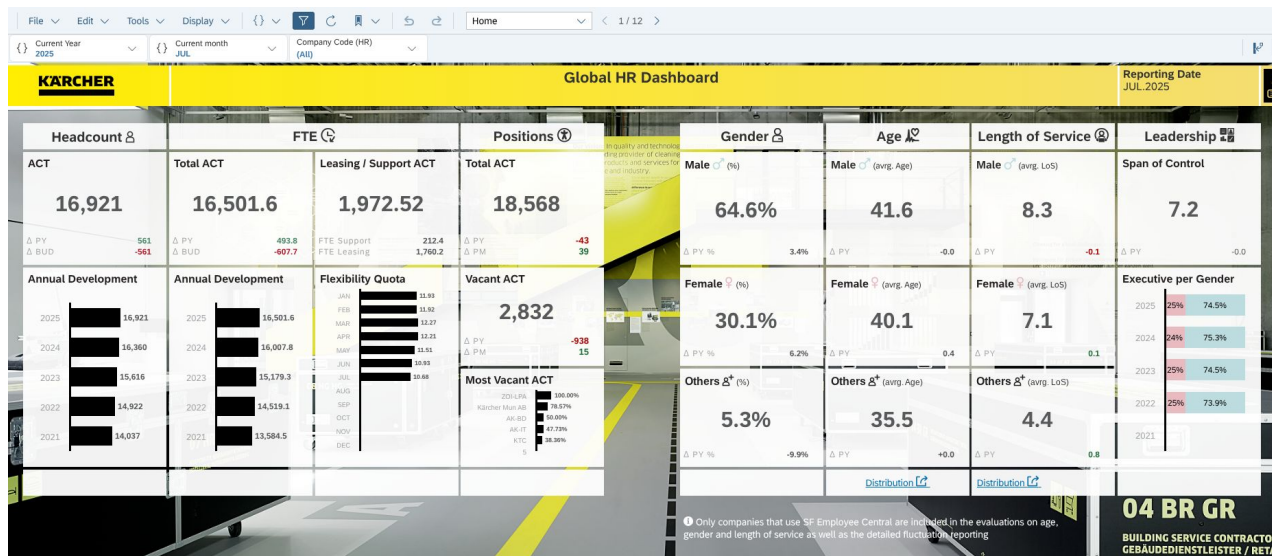 File Edit Tools Display {} Home 1 / 12
{} Current Year
2025
{} Current month
JUL
Company Code (HR)
(All)
KÄRCHER
Global HR Dashboard
Reporting Date
JUL.2025
Headcount
FTE
Positions
Gender
Age
Length of Service
Leadership
ACT
16,921
Δ PY 561
Δ BUD -561
Total ACT
16,501.6
Δ PY 493.8
Δ BUD -607.7
Leasing / Support ACT
1,972.52
FTE Support 212.4
FTE Leasing 1,760.2
Total ACT
18,568
Δ PY -43
Δ PM 39
Male (%)
64.6%
Δ PY % 3.4%
Male (avrg. Age)
41.6
Δ PY -0.0
Male (avrg. LoS)
8.3
Δ PY -0.1
Span of Control
7.2
Δ PY -0.0
Annual Development
2025 16,921
2024 16,360
2023 15,616
2022 14,922
2021 14,037
Annual Development
2025 16,501.6
2024 16,007.8
2023 15,179.3
2022 14,519.1
2021 13,584.5
Flexibility Quota
JAN 11.93
FEB 11.92
MAR 12.27
APR 12.21
MAY 11.51
JUN 10.93
JUL 10.68
AUG
SEP
OCT
NOV
DEC
Vacant ACT
2,832
Δ PY -938
Δ PM 15
Most Vacant ACT
ZDI-LPA 100.00%
Kärcher Mun AB 78.57%
AK-BD 50.00%
AK-IT 47.73%
KTC 38.36%
5
Female (%)
30.1%
Δ PY % 6.2%
Female (avrg. Age)
40.1
Δ PY 0.4
Female (avrg. LoS)
7.1
Δ PY 0.1
Executive per Gender
2025 25% 74.5%
2024 24% 75.3%
2023 25% 74.5%
2022 25% 73.9%
2021
Others (%)
5.3%
Δ PY % -9.9%
Others (avrg. Age)
35.5
Δ PY +0.0
Others (avrg. LoS)
4.4
Δ PY 0.8
Distribution
Distribution
Only companies that use SF Employee Central are included in the evaluations on age,
gender and length of service as well as the detailed fluctuation reporting
04 BR GR
BUILDING SERVICE CONTRACTO
GEBÄUDEDIENSTLEISTER / RETA